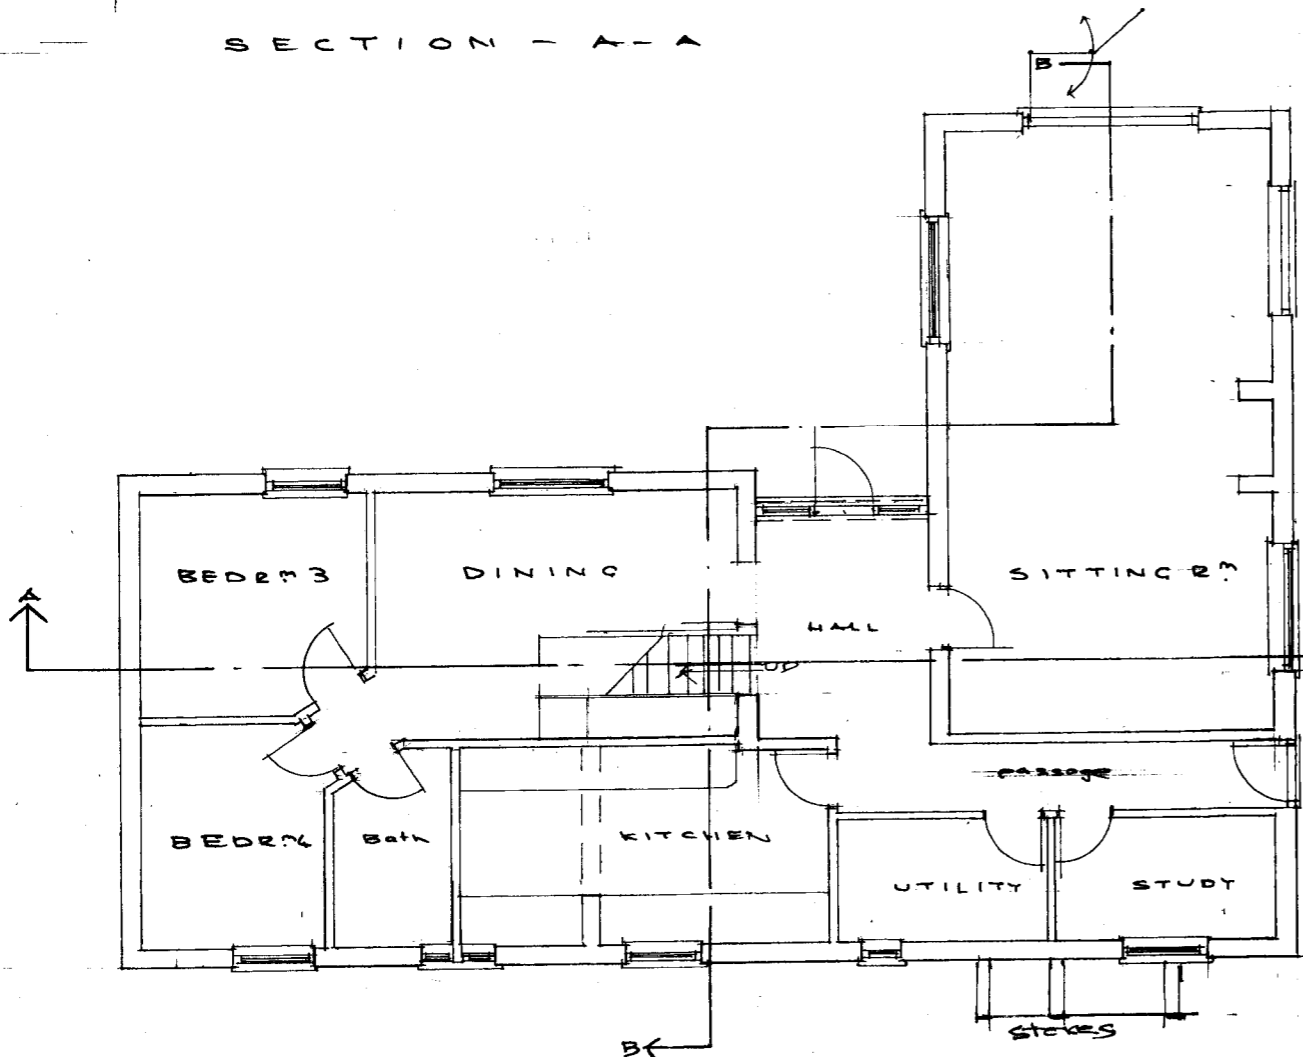 SECTION - A-A
B
BEDRM 3
DINING
SITTING RM
A
HALL
UP
passage
BEDRM 4
Bath
KITCHEN
UTILITY
STUDY
stores
B